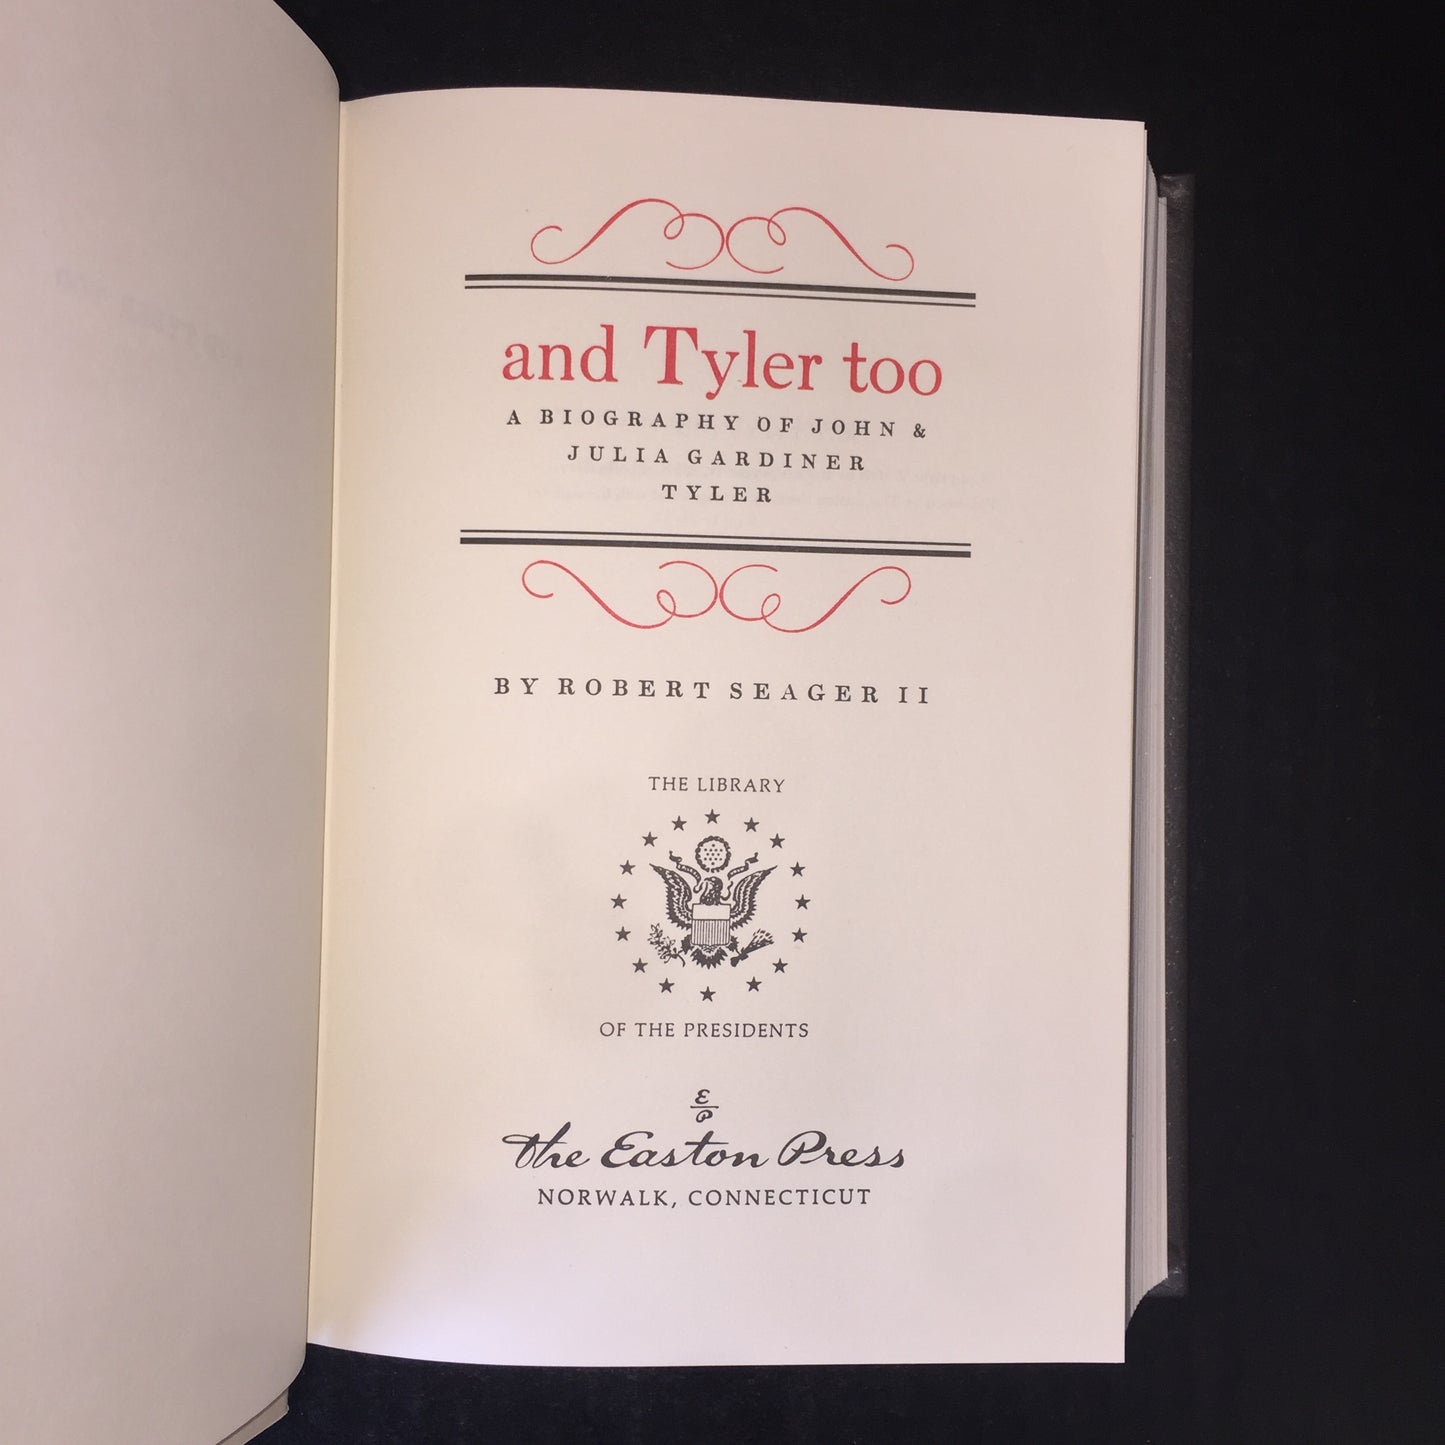 and Tyler too
A BIOGRAPHY OF JOHN &
JULIA GARDINER
TYLER
BY ROBERT SEAGER II
THE LIBRARY
OF THE PRESIDENTS
E
P
The Easton Press
NORWALK, CONNECTICUT